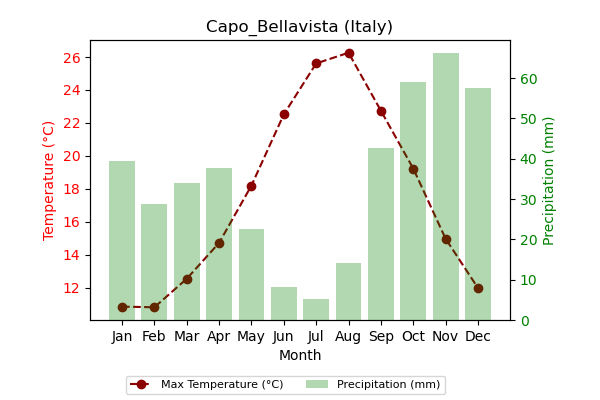 Capo_Bellavista (Italy)
Temperature (°C)
26
24
22
20
18
16
14
12
60
50
40
30
20
10
0
Precipitation (mm)
Jan Feb Mar Apr May Jun Jul Aug Sep Oct Nov Dec
Month
Max Temperature (°C) Precipitation (mm)